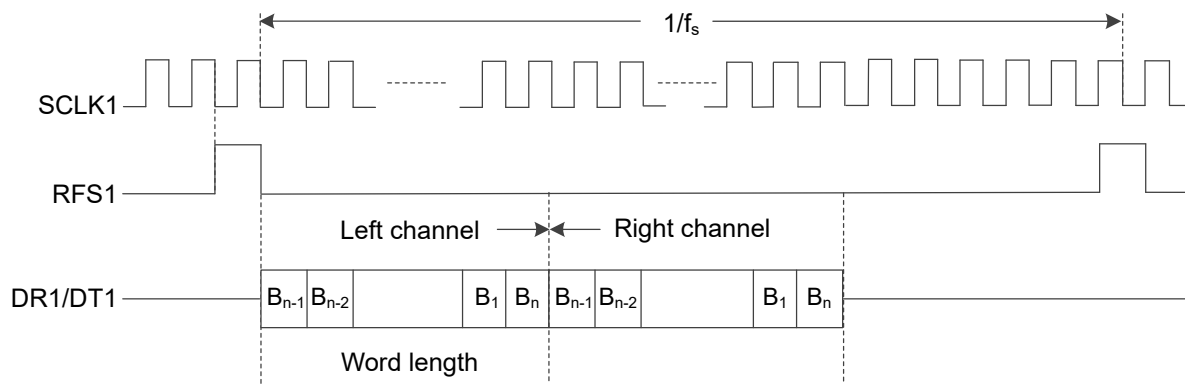 1/fs
SCLK1
RFS1
Left channel Right channel
DR1/DT1 Bn-1 Bn-2 B1 Bn Bn-1 Bn-2 B1 Bn
Word length